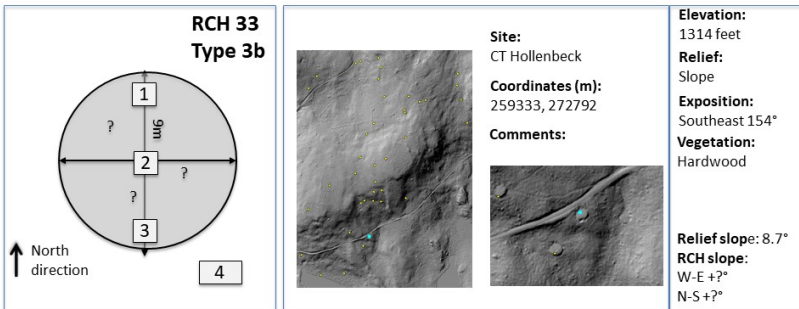 RCH 33
Type 3b
1
?
9m
2
?
?
3
North
direction
4
Site:
CT Hollenbeck
Coordinates (m):
259333, 272792
Comments:
Elevation:
1314 feet
Relief:
Slope
Exposition:
Southeast 154°
Vegetation:
Hardwood
Relief slope: 8.7°
RCH slope:
W-E +?°
N-S +?°